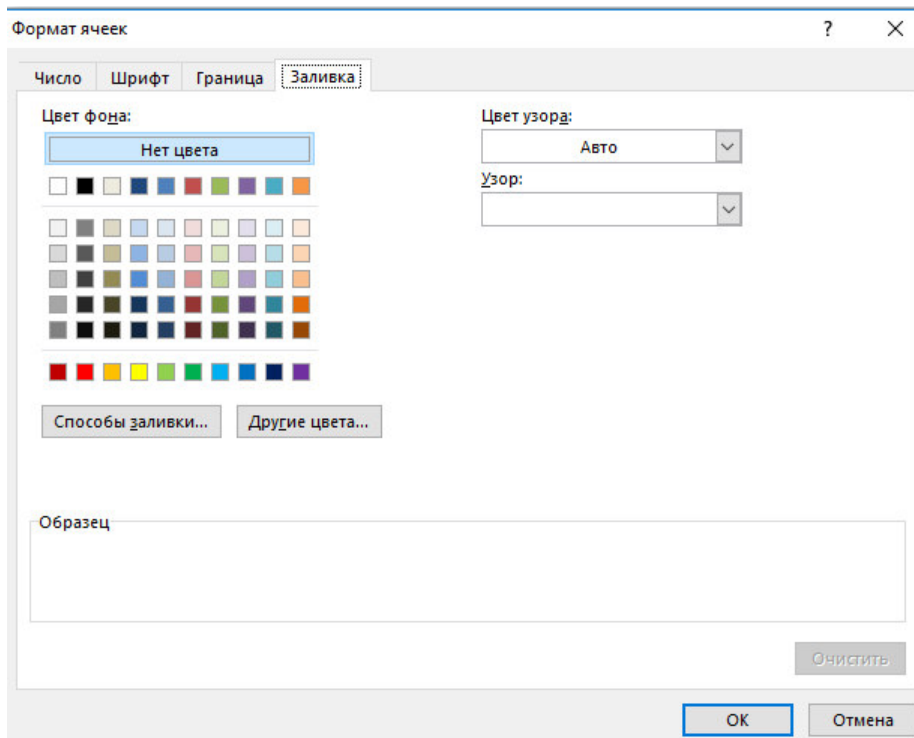 Формат ячеек ?
Число Шрифт Граница Заливка
Цвет фона:
Нет цвета
Способы заливки... Другие цвета...
Цвет узора:
Авто
Узор:
Образец
Очистить
ОК Отмена